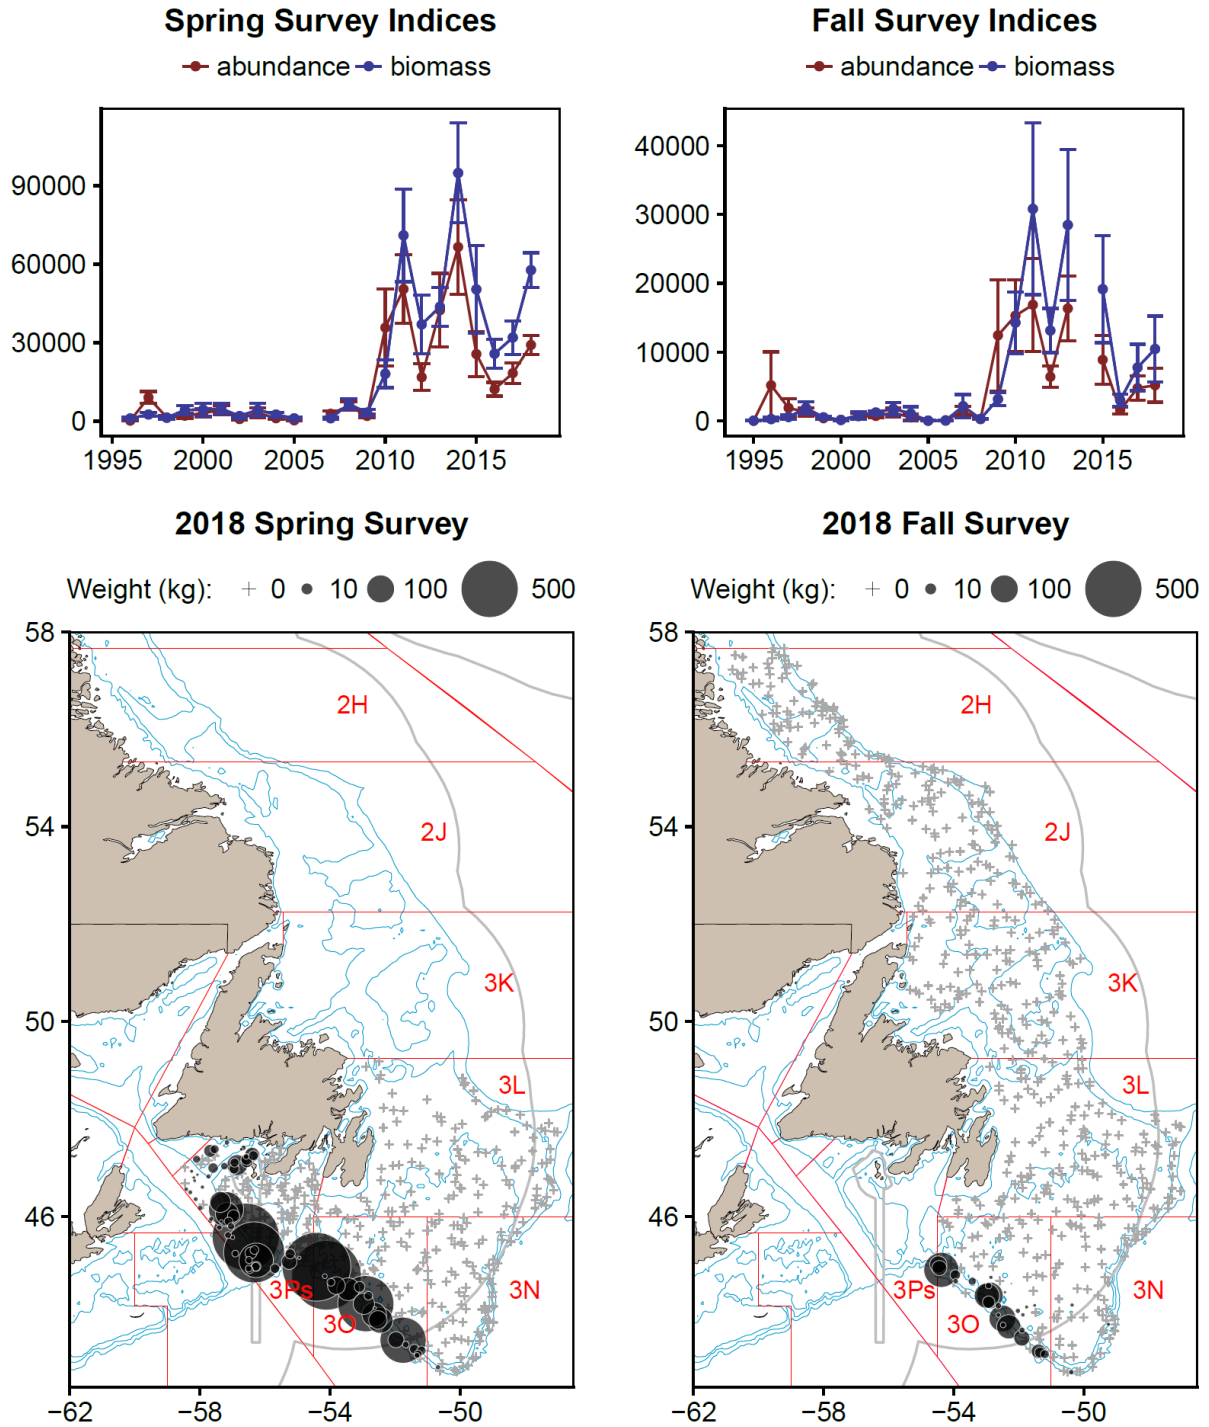 Spring Survey Indices
Fall Survey Indices
abundance biomass
abundance biomass
90000
60000
30000
0
1995 2000 2005 2010 2015
40000
30000
20000
10000
0
1995 2000 2005 2010 2015
2018 Spring Survey
2018 Fall Survey
Weight (kg): 0 10 100 500
Weight (kg): 0 10 100 500
58
54
50
46
2H
2J
3K
3L
3Ps
3O
3N
−62 −58 −54 −50
58
54
50
46
2H
2J
3K
3L
3Ps
3O
3N
−62 −58 −54 −50